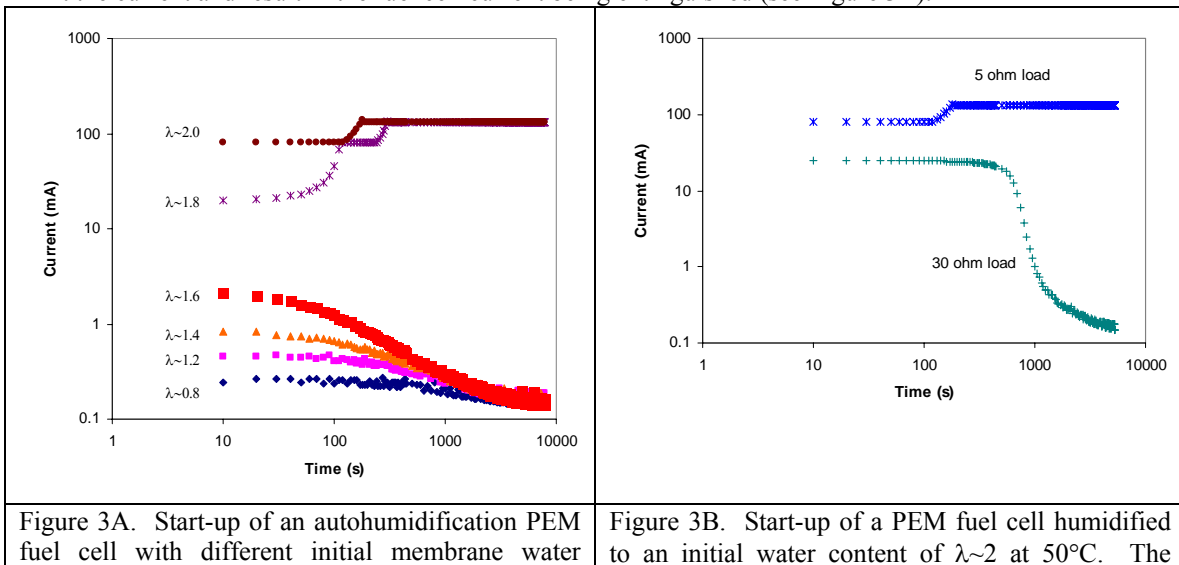 1000
100
10
1
0.1
Current (mA)
λ~2.0
λ~1.8
λ~1.6
λ~1.4
λ~1.2
λ~0.8
1 10 100 1000 10000
Time (s)
1000
100
10
1
0.1
Current (mA)
5 ohm load
30 ohm load
1 10 100 1000 10000
Time (s)
Figure 3A. Start-up of an autohumidification PEM
fuel cell with different initial membrane water
Figure 3B. Start-up of a PEM fuel cell humidified
to an initial water content of λ~2 at 50°C. The